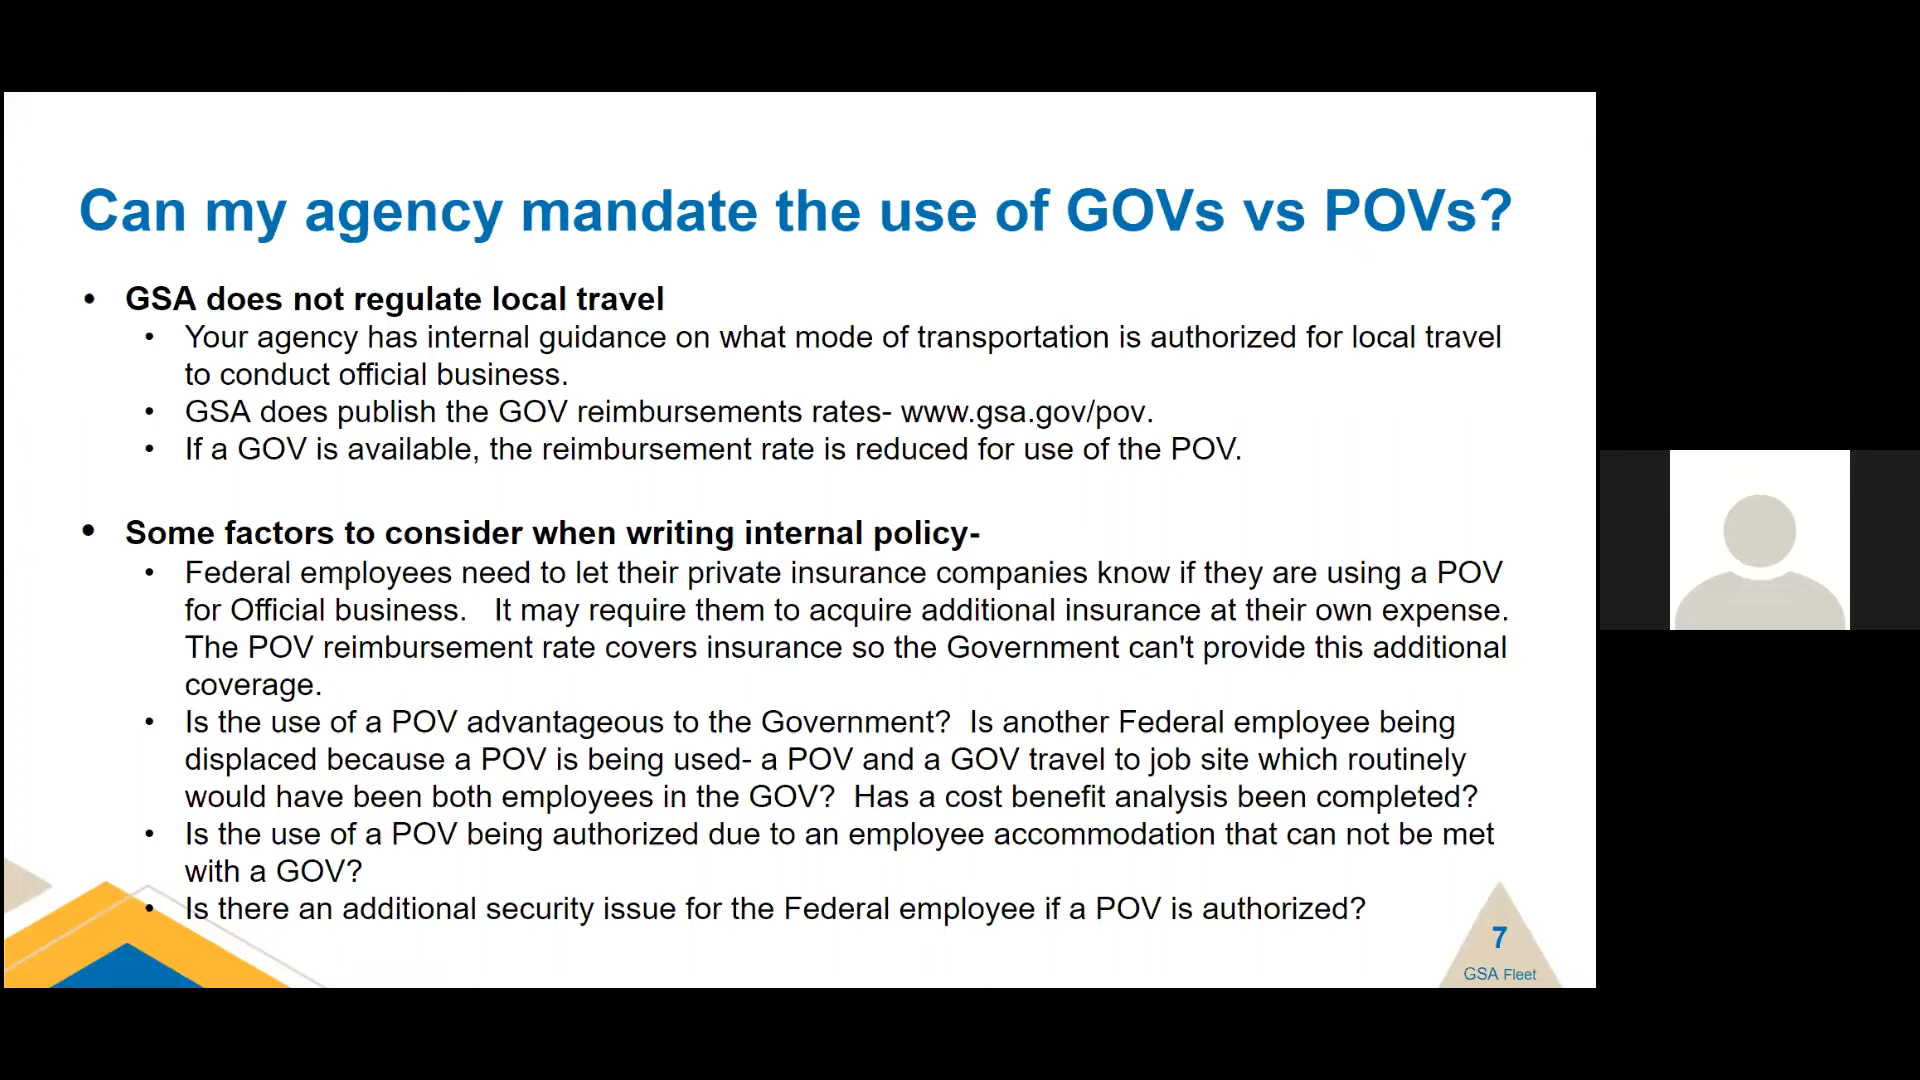 Can my agency mandate the use of GOVs vs POVs?
• GSA does not regulate local travel
• Your agency has internal guidance on what mode of transportation is authorized for local travel
to conduct official business.
• GSA does publish the GOV reimbursements rates- www.gsa.gov/pov.
• If a GOV is available, the reimbursement rate is reduced for use of the POV.
• Some factors to consider when writing internal policy-
• Federal employees need to let their private insurance companies know if they are using a POV
for Official business.   It may require them to acquire additional insurance at their own expense.
The POV reimbursement rate covers insurance so the Government can't provide this additional
coverage.
• Is the use of a POV advantageous to the Government?  Is another Federal employee being
displaced because a POV is being used- a POV and a GOV travel to job site which routinely
would have been both employees in the GOV?  Has a cost benefit analysis been completed?
• Is the use of a POV being authorized due to an employee accommodation that can not be met
with a GOV?
• Is there an additional security issue for the Federal employee if a POV is authorized?
7
GSA Fleet